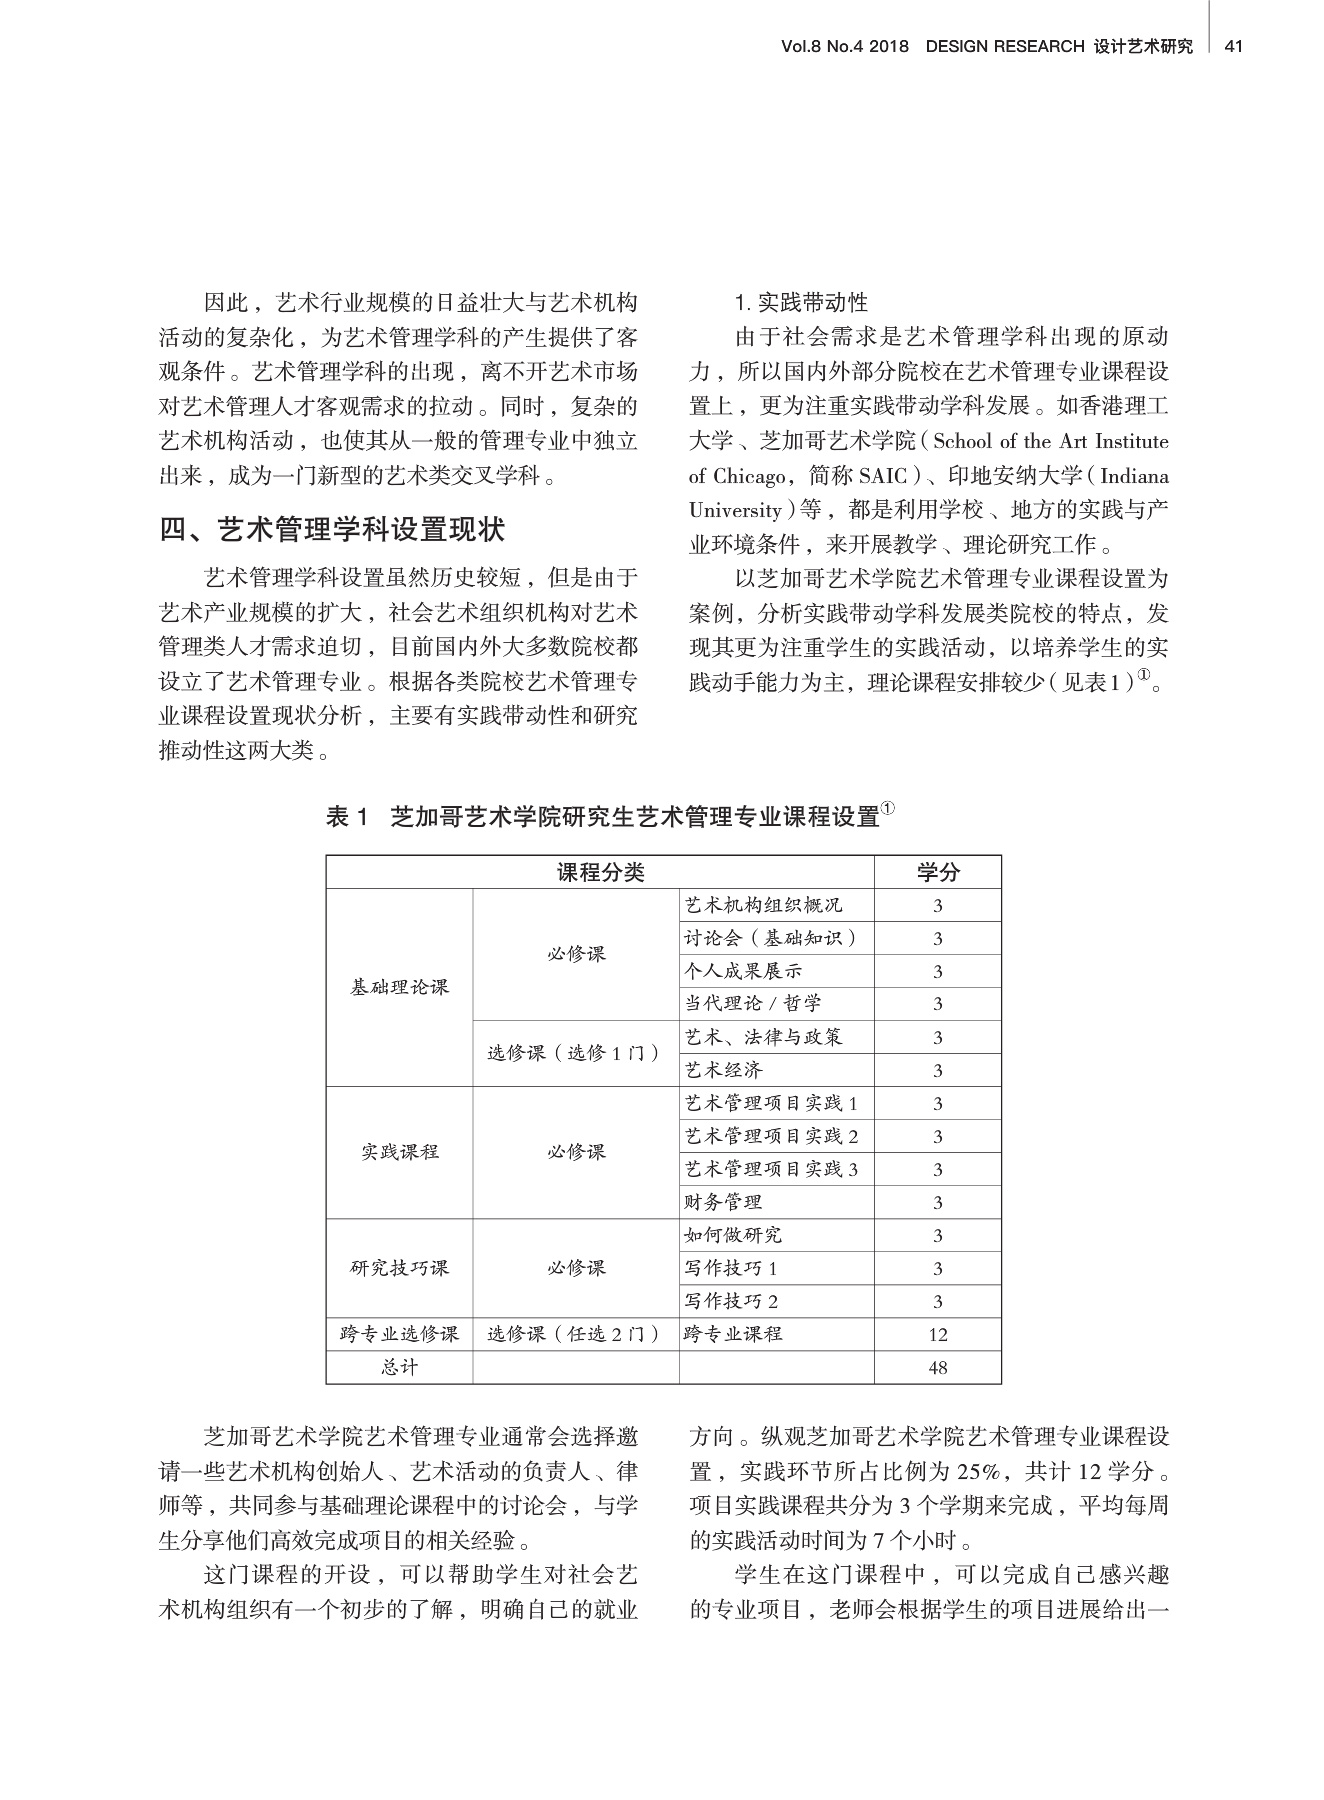 Vol.8 No.4 2018 DESIGN RESEARCH 设计艺术研究 41
因此，艺术行业规模的日益壮大与艺术机构
活动的复杂化，为艺术管理学科的产生提供了客
观条件。艺术管理学科的出现，离不开艺术市场
对艺术管理人才客观需求的拉动。同时，复杂的
艺术机构活动，也使其从一般的管理专业中独立
出来，成为一门新型的艺术类交叉学科。
四、艺术管理学科设置现状
艺术管理学科设置虽然历史较短，但是由于
艺术产业规模的扩大，社会艺术组织机构对艺术
管理类人才需求迫切，目前国内外大多数院校都
设立了艺术管理专业。根据各类院校艺术管理专
业课程设置现状分析，主要有实践带动性和研究
推动性这两大类。
1. 实践带动性
由于社会需求是艺术管理学科出现的原动
力，所以国内外部分院校在艺术管理专业课程设
置上，更为注重实践带动学科发展。如香港理工
大学、芝加哥艺术学院（School of the Art Institute
of Chicago，简称 SAIC）、印地安纳大学（Indiana
University）等，都是利用学校、地方的实践与产
业环境条件，来开展教学、理论研究工作。
以芝加哥艺术学院艺术管理专业课程设置为
案例，分析实践带动学科发展类院校的特点，发
现其更为注重学生的实践活动，以培养学生的实
践动手能力为主，理论课程安排较少（见表1）①。
表 1 芝加哥艺术学院研究生艺术管理专业课程设置①
课程分类 学分
基础理论课 必修课 艺术机构组织概况 3
讨论会（基础知识） 3
个人成果展示 3
当代理论 / 哲学 3
选修课（选修 1 门） 艺术、法律与政策 3
艺术经济 3
实践课程 必修课 艺术管理项目实践 1 3
艺术管理项目实践 2 3
艺术管理项目实践 3 3
财务管理 3
研究技巧课 必修课 如何做研究 3
写作技巧 1 3
写作技巧 2 3
跨专业选修课 选修课（任选 2 门） 跨专业课程 12
总计 48
芝加哥艺术学院艺术管理专业通常会选择邀
请一些艺术机构创始人、艺术活动的负责人、律
师等，共同参与基础理论课程中的讨论会，与学
生分享他们高效完成项目的相关经验。
这门课程的开设，可以帮助学生对社会艺
术机构组织有一个初步的了解，明确自己的就业
方向。纵观芝加哥艺术学院艺术管理专业课程设
置，实践环节所占比例为 25%，共计 12 学分。
项目实践课程共分为 3 个学期来完成，平均每周
的实践活动时间为 7 个小时。
学生在这门课程中，可以完成自己感兴趣
的专业项目，老师会根据学生的项目进展给出一